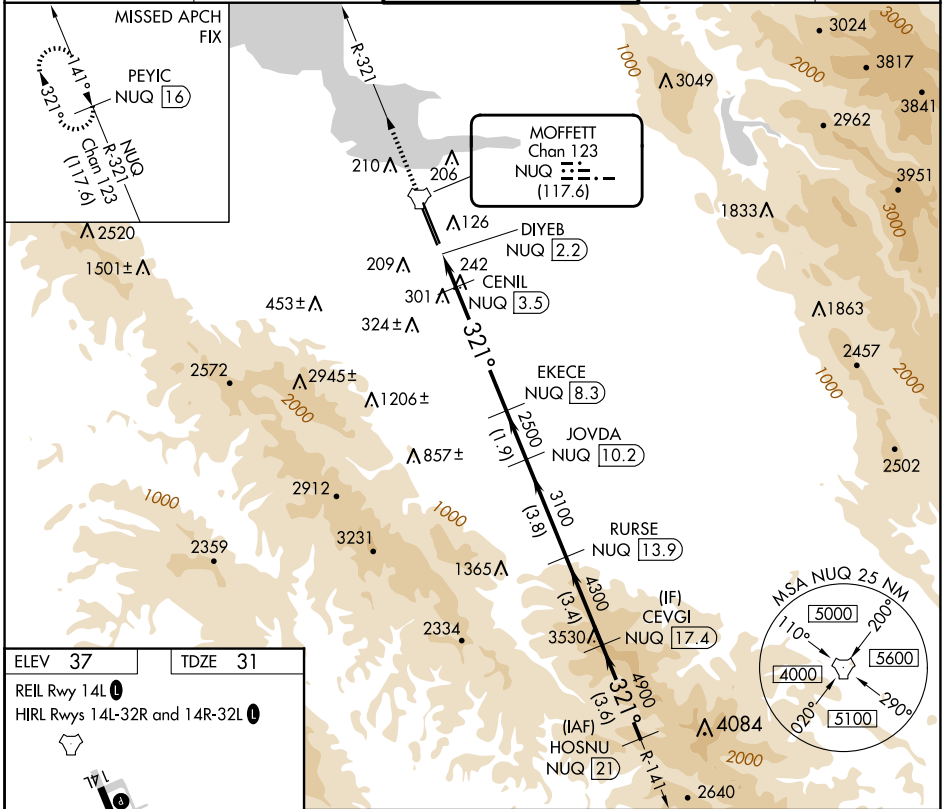 MISSED APCH
FIX
PEYIC
NUQ 16
141°
321°
NUQ
R-321
Chan 123
(117.6)
R-321
MOFFETT
Chan 123
NUQ
(117.6)
210
206
126
DIYEB
NUQ 2.2
209
242
CENIL
NUQ 3.5
301
453±
324±
321°
2520
1501±
2572
2945±
2000
1206±
EKECE
NUQ 8.3
2500
(1.9)
JOVDA
NUQ 10.2
857±
3100
(3.8)
2912
1000
1000
3231
2359
1365
RURSE
NUQ 13.9
4300
(3.4)
(IF)
CEVGI
NUQ 17.4
3530
2334
4900
(3.6)
321°
(IAF)
HOSNU
NUQ 21
R-141
4084
2000
2640
1000
3049
3024
3000
2000
3817
3841
2962
3951
3000
1833
1863
2457
1000
2000
2502
MSA NUQ 25 NM
5000
110°
200°
4000
5600
020°
5100
290°
ELEV 37
TDZE 31
REIL Rwy 14L L
HIRL Rwys 14L-32R and 14R-32L L
14L
P